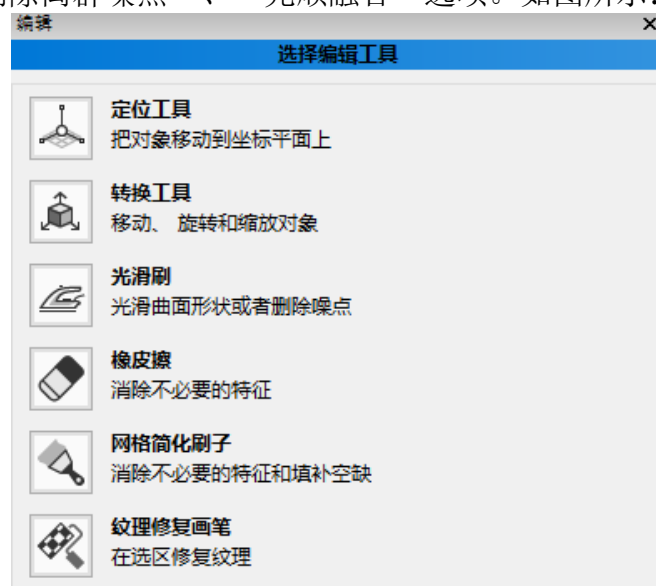 编辑
选择编辑工具
定位工具
把对象移动到坐标平面上
转换工具
移动、 旋转和缩放对象
光滑刷
光滑曲面形状或者删除噪点
橡皮擦
消除不必要的特征
网格简化刷子
消除不必要的特征和填补空缺
纹理修复画笔
在选区修复纹理